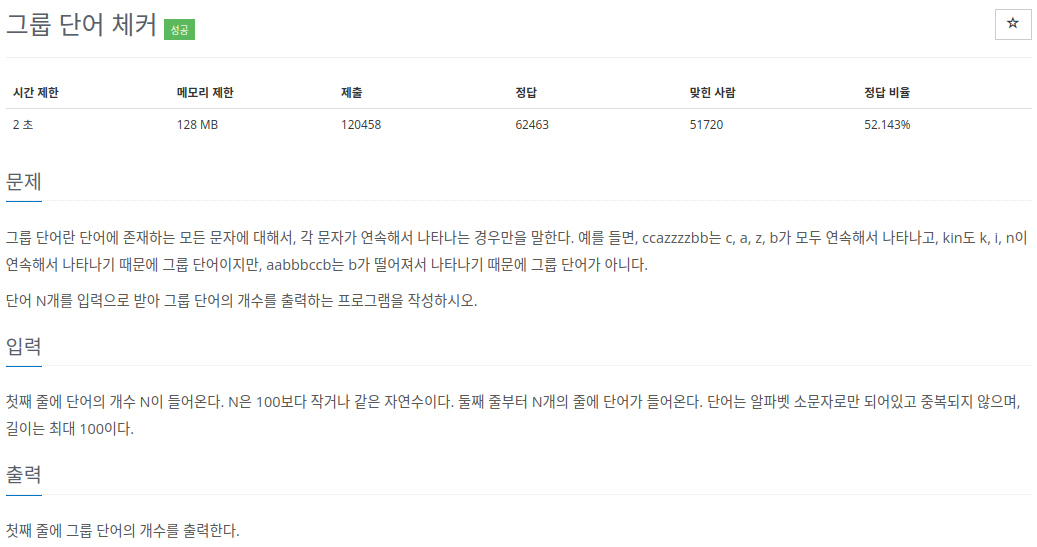 그룹 단어 체커 성공 ☆
시간 제한 메모리 제한 제출 정답 맞힌 사람 정답 비율
2 초 128 MB 120458 62463 51720 52.143%
문제
그룹 단어란 단어에 존재하는 모든 문자에 대해서, 각 문자가 연속해서 나타나는 경우만을 말한다. 예를 들면, ccazzzzbb는 c, a, z, b가 모두 연속해서 나타나고, kin도 k, i, n이
연속해서 나타나기 때문에 그룹 단어이지만, aabbbccb는 b가 떨어져서 나타나기 때문에 그룹 단어가 아니다.
단어 N개를 입력으로 받아 그룹 단어의 개수를 출력하는 프로그램을 작성하시오.
입력
첫째 줄에 단어의 개수 N이 들어온다. N은 100보다 작거나 같은 자연수이다. 둘째 줄부터 N개의 줄에 단어가 들어온다. 단어는 알파벳 소문자로만 되어있고 중복되지 않으며,
길이는 최대 100이다.
출력
첫째 줄에 그룹 단어의 개수를 출력한다.